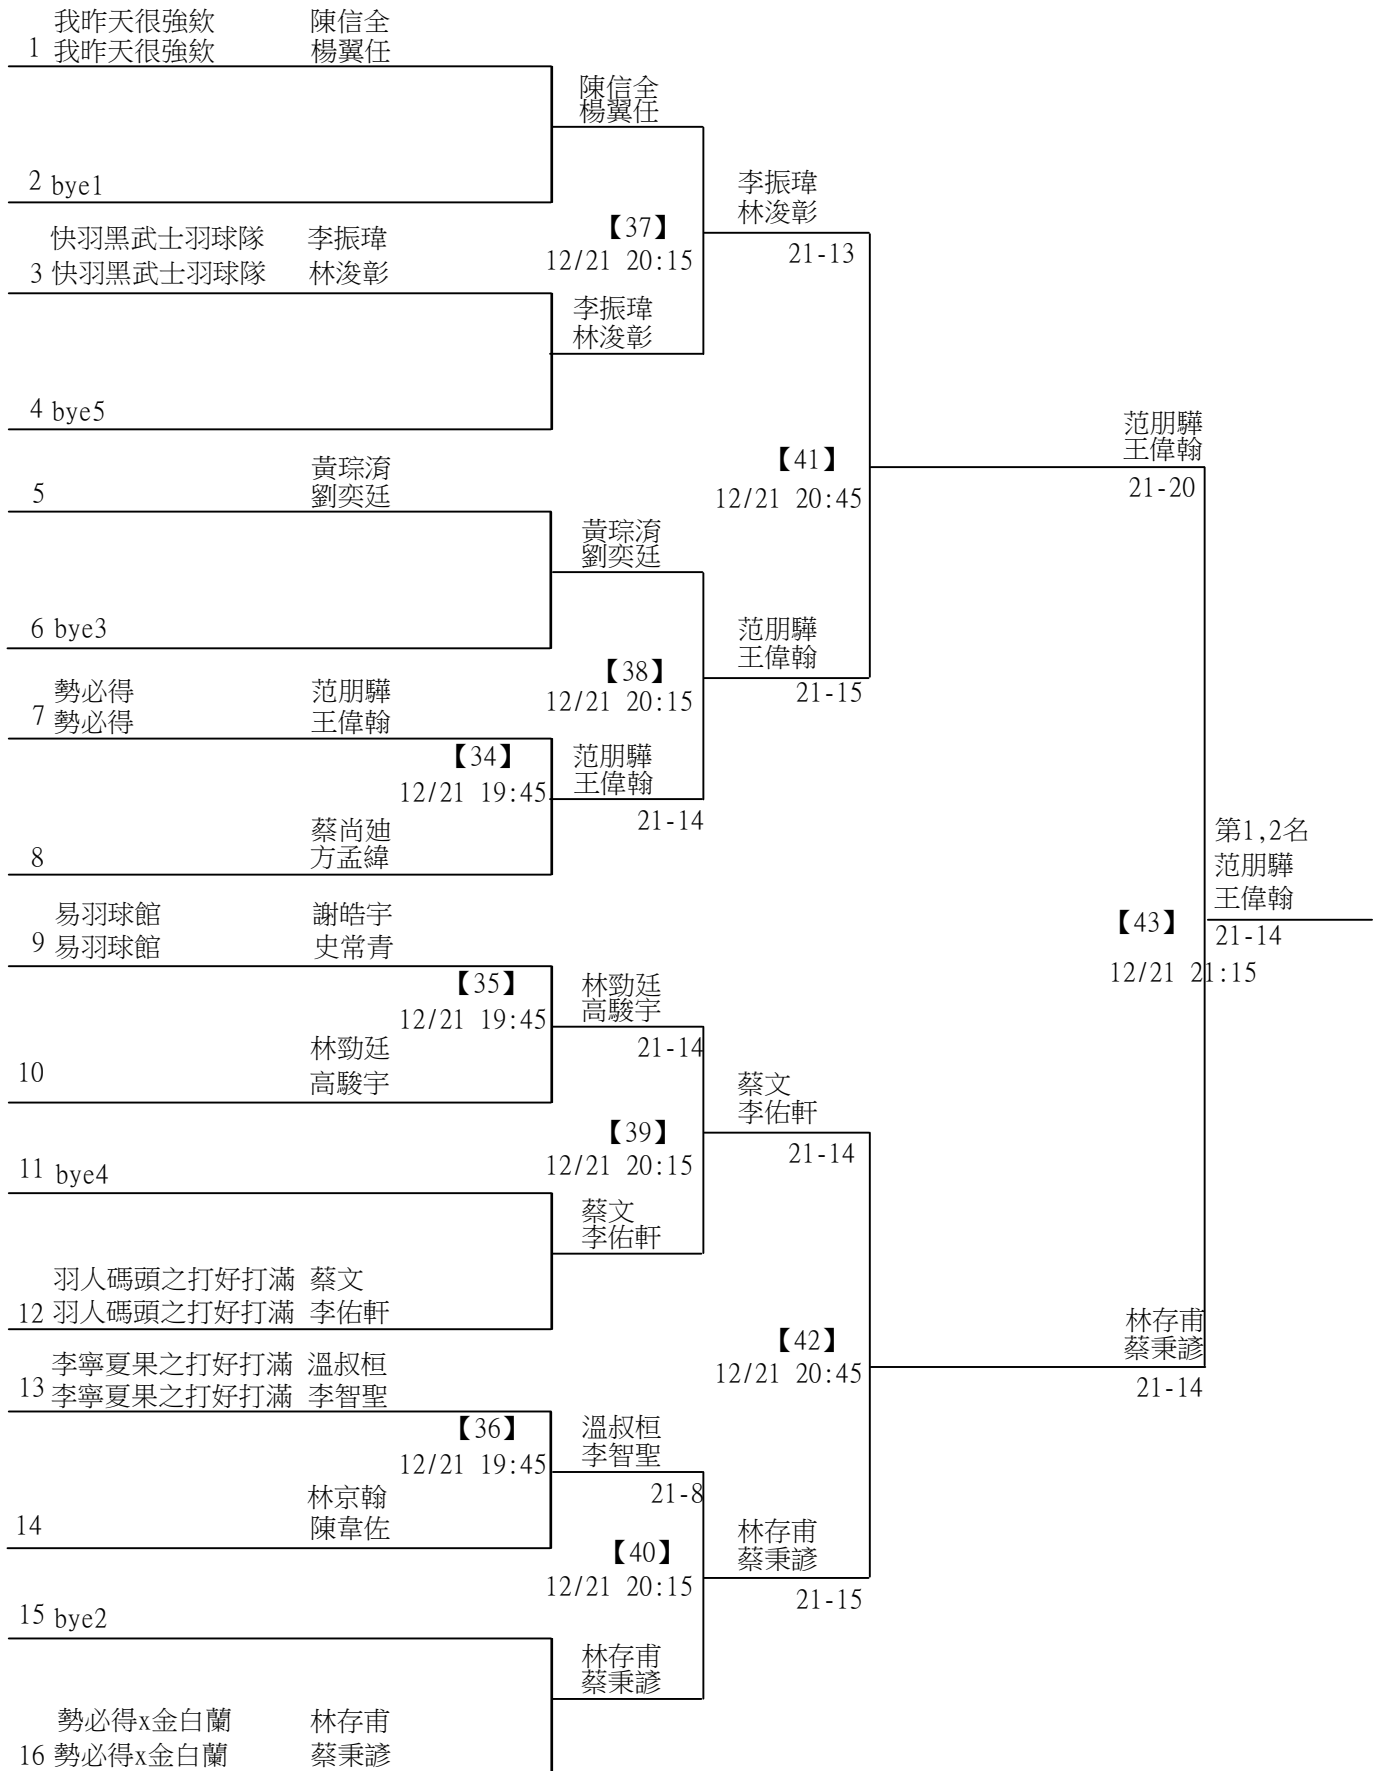 我昨天很強欸 陳信全
1 我昨天很強欸 楊翼任
陳信全
楊翼任
2 bye1
李振瑋
林浚彰
【37】
12/21 20:15
21-13
快羽黑武士羽球隊 李振瑋
3 快羽黑武士羽球隊 林浚彰
李振瑋
林浚彰
4 bye5
范朋驊
王偉翰
21-20
【41】
12/21 20:45
黃琮淯
5 劉奕廷
黃琮淯
劉奕廷
6 bye3
范朋驊
王偉翰
【38】
12/21 20:15
21-15
勢必得 范朋驊
7 勢必得 王偉翰
【34】
12/21 19:45
范朋驊
王偉翰
21-14
蔡尚廸
8 方孟緯
第1,2名
范朋驊
王偉翰
【43】
21-14
12/21 21:15
易羽球館 謝皓宇
9 易羽球館 史常青
【35】
12/21 19:45
林勁廷
高駿宇
21-14
林勁廷
10 高駿宇
蔡文
李佑軒
【39】
12/21 20:15
21-14
11 bye4
蔡文
李佑軒
羽人碼頭之打好打滿 蔡文
12 羽人碼頭之打好打滿 李佑軒
【42】
12/21 20:45
林存甫
蔡秉諺
21-14
李寧夏果之打好打滿 溫叔桓
13 李寧夏果之打好打滿 李智聖
【36】
12/21 19:45
溫叔桓
李智聖
21-8
林京翰
14 陳韋佐
林存甫
蔡秉諺
【40】
12/21 20:15
21-15
15 bye2
林存甫
蔡秉諺
勢必得x金白蘭 林存甫
16 勢必得x金白蘭 蔡秉諺